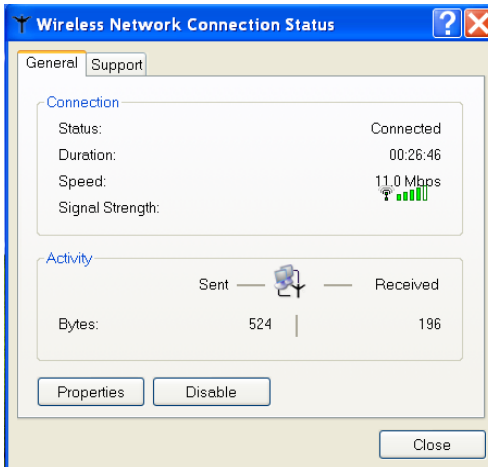 Wireless Network Connection Status
General Support
Connection
Status: Connected
Duration: 00:26:46
Speed: 11.0 Mbps
Signal Strength:
Activity
Sent Received
Bytes: 524 196
Properties Disable
Close